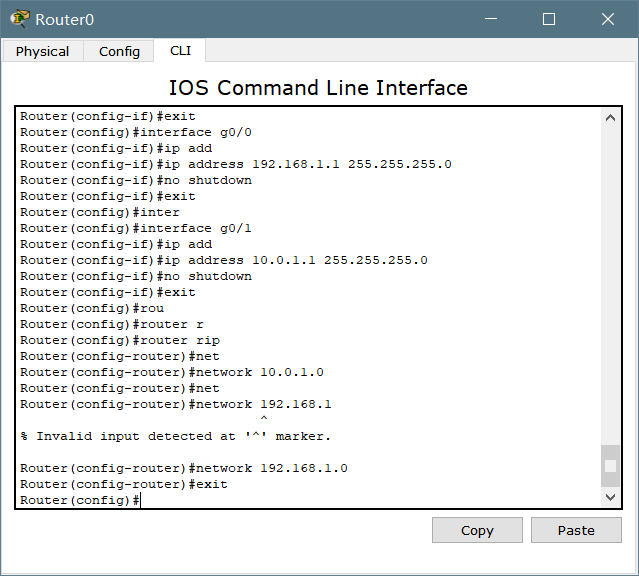 Router0
Physical Config CLI
IOS Command Line Interface
Router(config-if)#exit
Router(config)#interface g0/0
Router(config-if)#ip add
Router(config-if)#ip address 192.168.1.1 255.255.255.0
Router(config-if)#no shutdown
Router(config-if)#exit
Router(config)#inter
Router(config)#interface g0/1
Router(config-if)#ip add
Router(config-if)#ip address 10.0.1.1 255.255.255.0
Router(config-if)#no shutdown
Router(config-if)#exit
Router(config)#rou
Router(config)#router r
Router(config)#router rip
Router(config-router)#net
Router(config-router)#network 10.0.1.0
Router(config-router)#net
Router(config-router)#network 192.168.1
^
% Invalid input detected at '^' marker.
Router(config-router)#network 192.168.1.0
Router(config-router)#exit
Router(config)#
Copy Paste